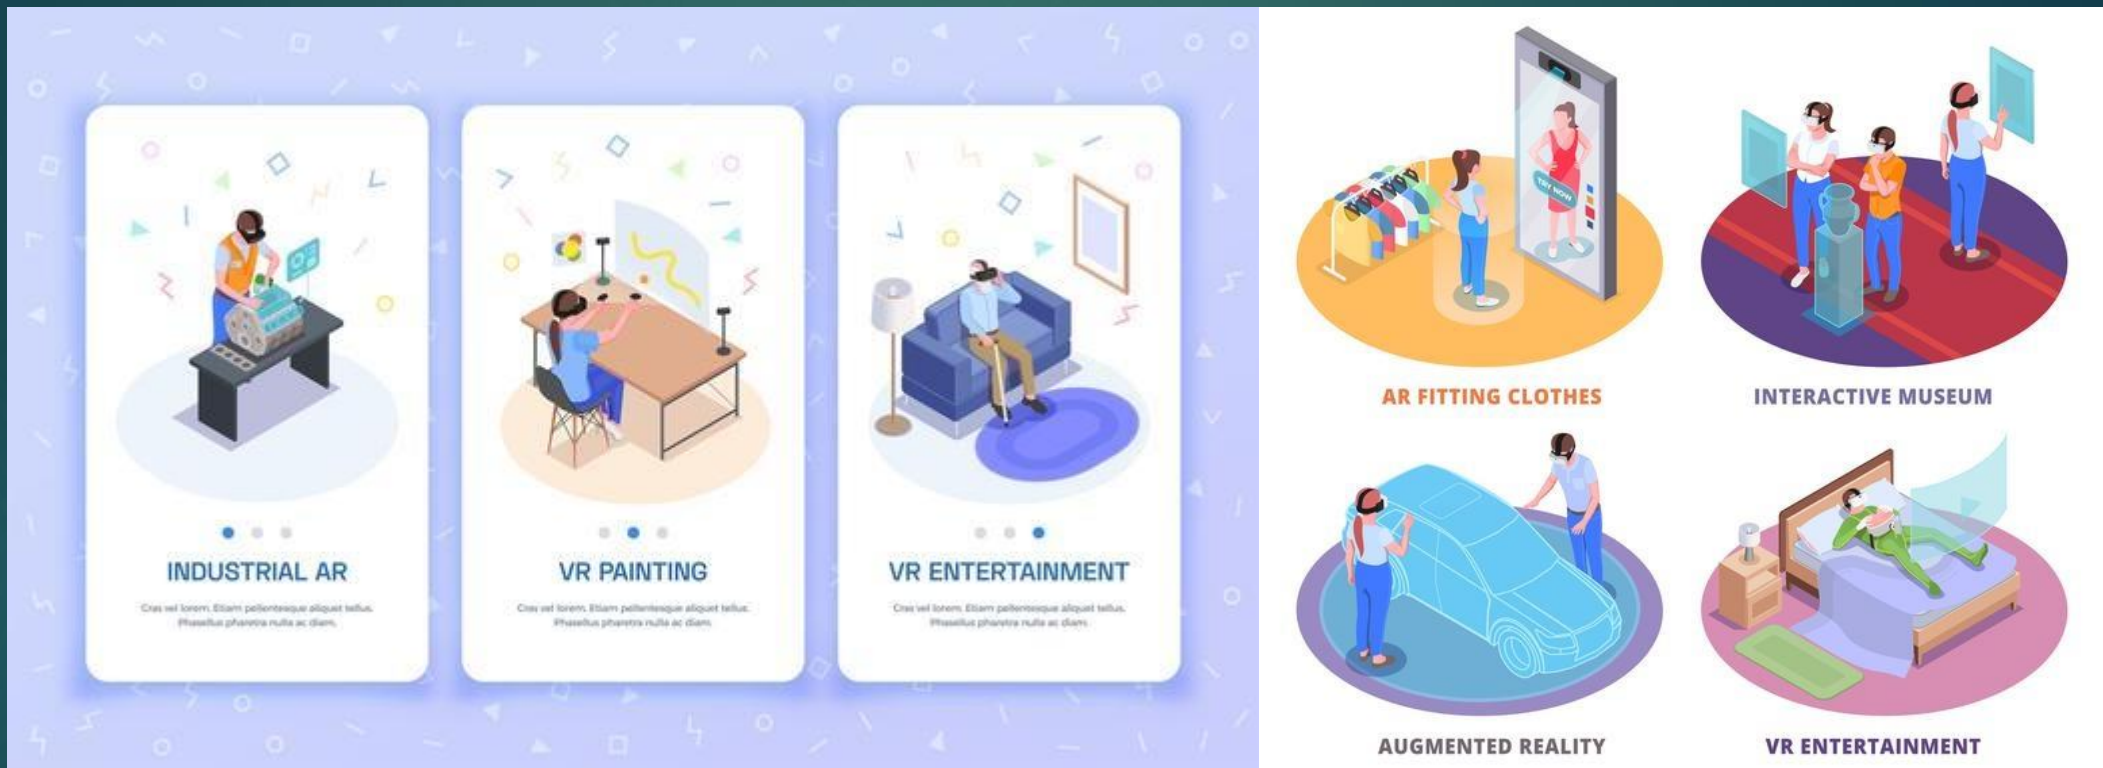 INDUSTRIAL AR
Cras vel lorem. Etiam pellentesque aliquet tellus.
Phasellus pharetra nulla ac diam.
VR PAINTING
Cras vel lorem. Etiam pellentesque aliquet tellus.
Phasellus pharetra nulla ac diam.
VR ENTERTAINMENT
Cras vel lorem. Etiam pellentesque aliquet tellus.
Phasellus pharetra nulla ac diam.
TRY NOW
AR FITTING CLOTHES
INTERACTIVE MUSEUM
AUGMENTED REALITY
VR ENTERTAINMENT